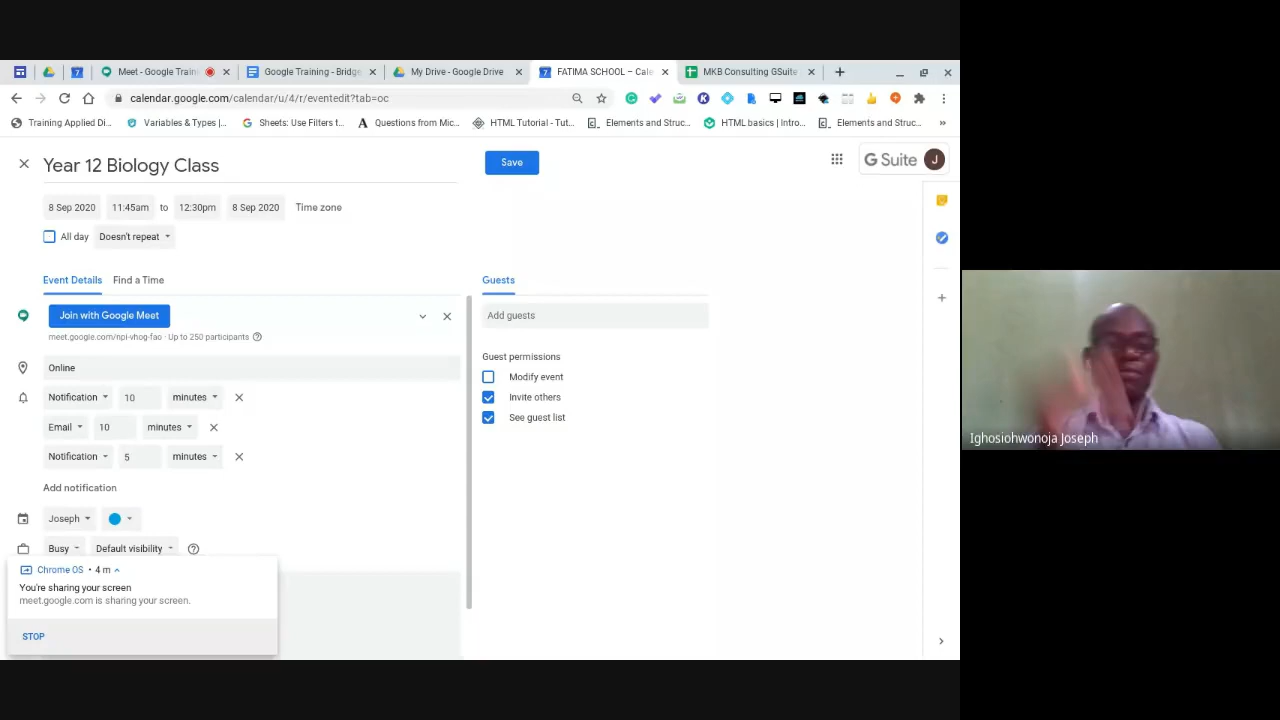 Meet - Google Train
Google Training - Bridge
My Drive - Google Drive
FATIMA SCHOOL – Cale
MKB Consulting GSuite
calendar.google.com/calendar/u/4/r/eventedit?tab=oc
Training Applied Di...
Variables & Types |...
Sheets: Use Filters t...
Questions from Mic...
HTML Tutorial - Tut...
Elements and Struc...
HTML basics | Intro...
Elements and Struc...
Year 12 Biology Class
Save
G Suite
J
8 Sep 2020 11:45am to 12:30pm 8 Sep 2020 Time zone
All day Doesn't repeat
Event Details Find a Time
Join with Google Meet
meet.google.com/npi-vhog-fao · Up to 250 participants
Online
Notification 10 minutes
Email 10 minutes
Notification 5 minutes
Add notification
Joseph
Busy Default visibility
Guests
Add guests
Guest permissions
Modify event
Invite others
See guest list
Chrome OS • 4 m
You're sharing your screen
meet.google.com is sharing your screen.
STOP
Ighosiohwonoja Joseph